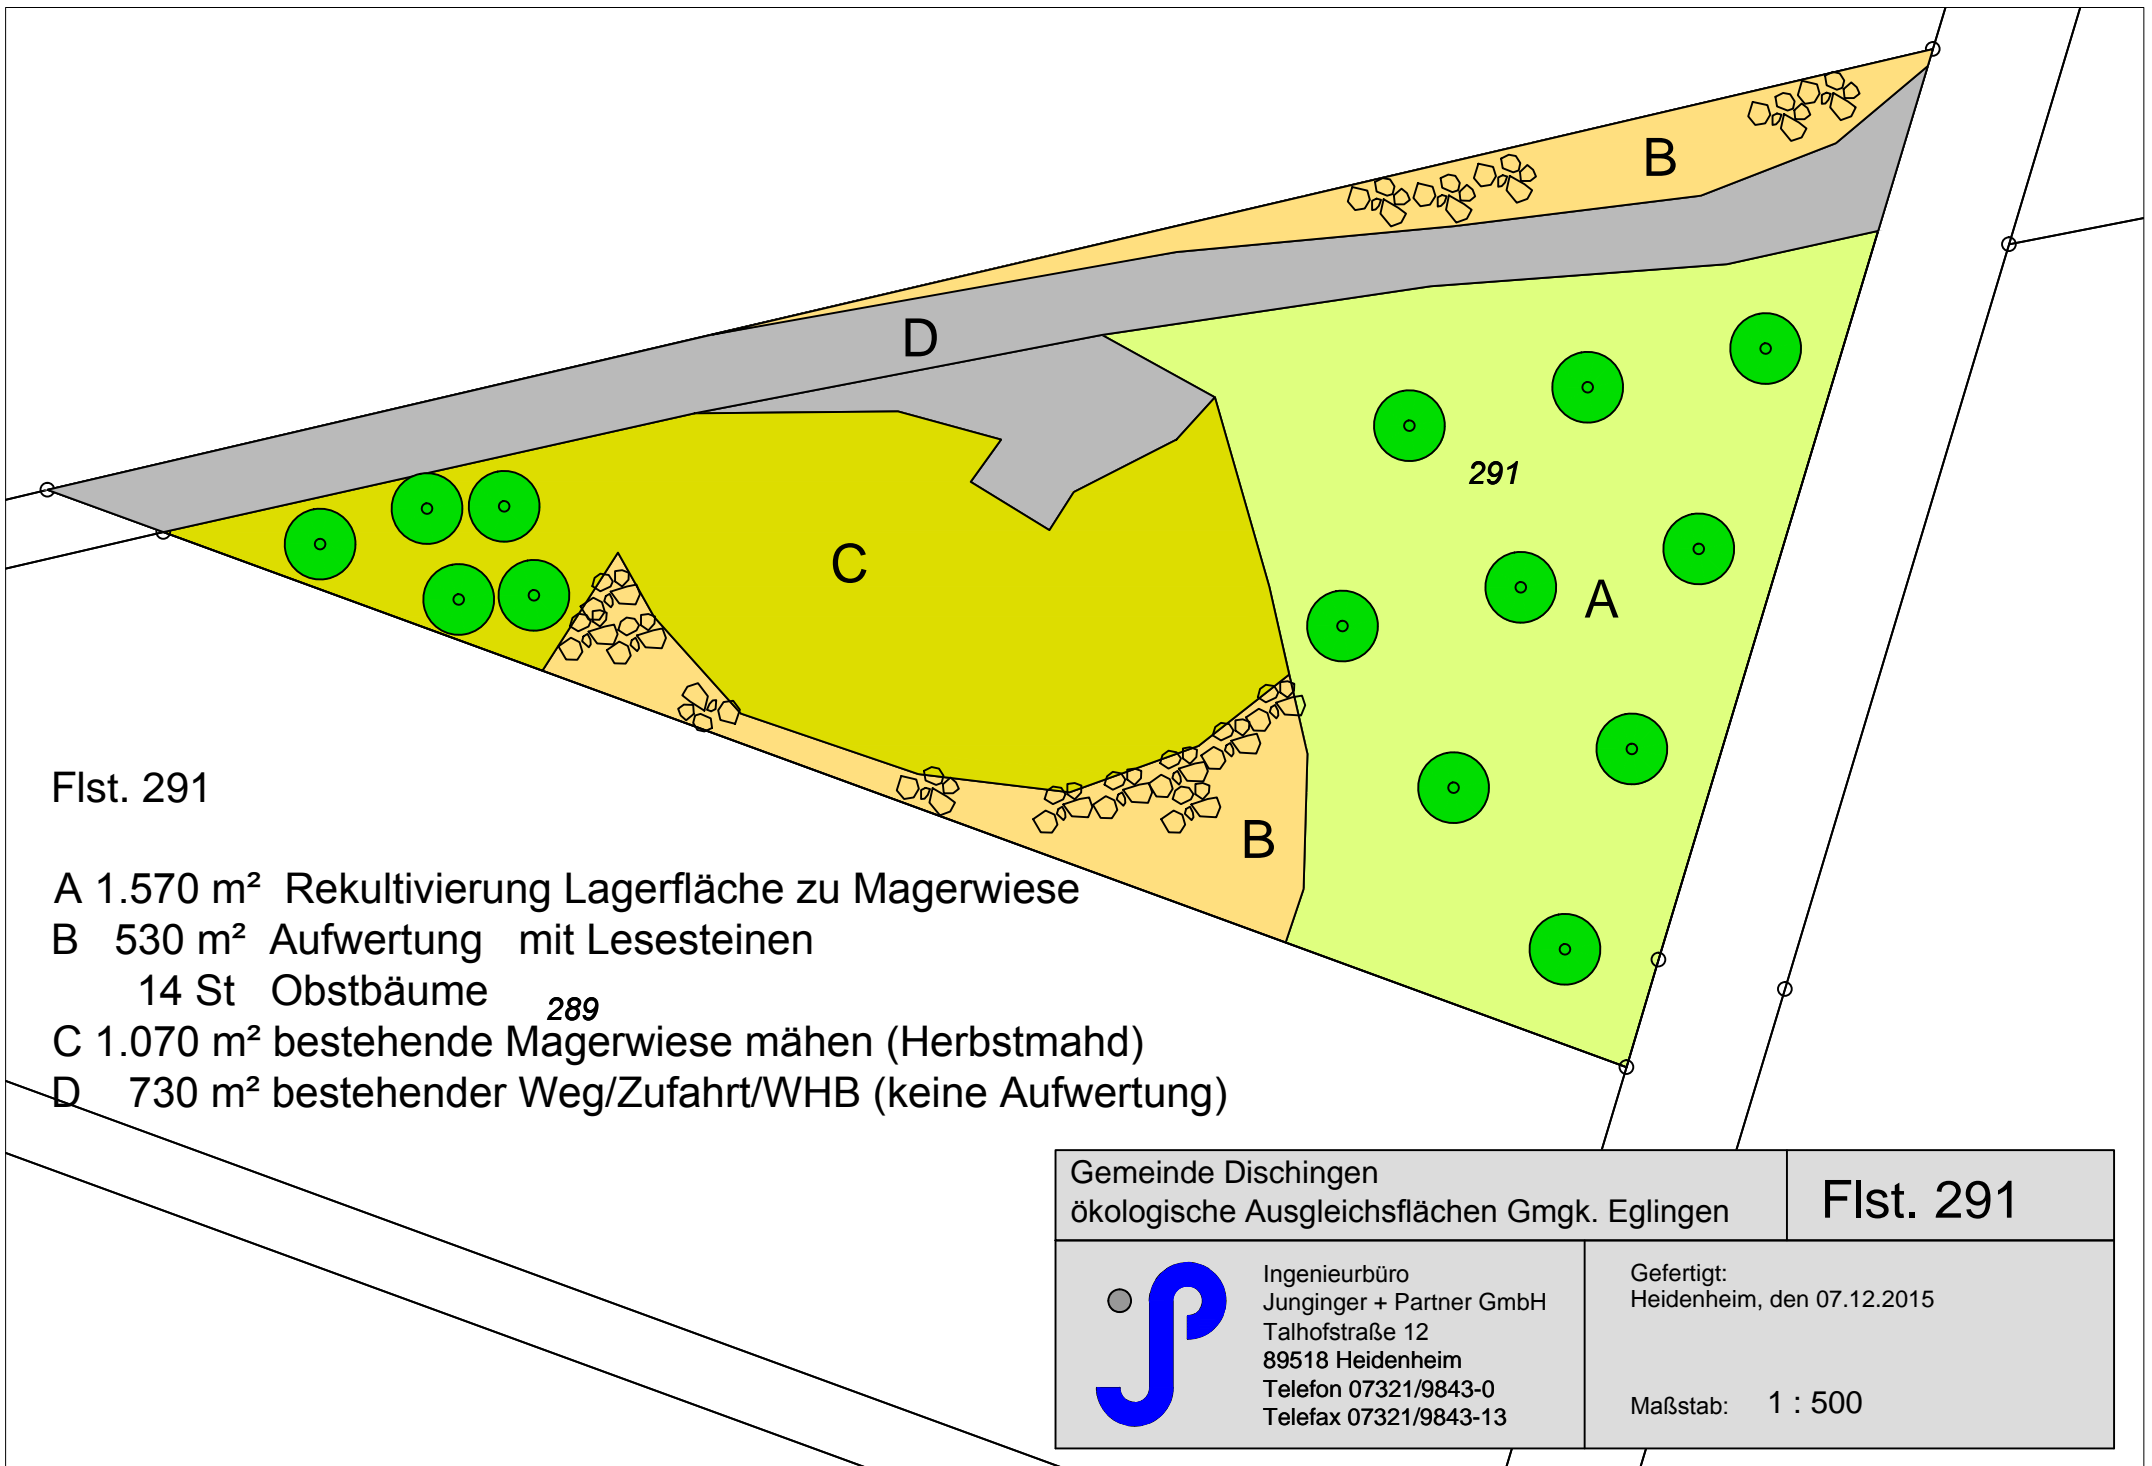 B
D
291
C
A
B
Flst. 291
A 1.570 m² Rekultivierung Lagerfläche zu Magerwiese
B 530 m² Aufwertung mit Lesesteinen
14 St Obstbäume
289
C 1.070 m² bestehende Magerwiese mähen (Herbstmahd)
D 730 m² bestehender Weg/Zufahrt/WHB (keine Aufwertung)
Gemeinde Dischingen
ökologische Ausgleichsflächen Gmgk. Eglingen
Flst. 291
Ingenieurbüro
Junginger + Partner GmbH
Talhofstraße 12
89518 Heidenheim
Telefon 07321/9843-0
Telefax 07321/9843-13
Gefertigt:
Heidenheim, den 07.12.2015
Maßstab: 1 : 500